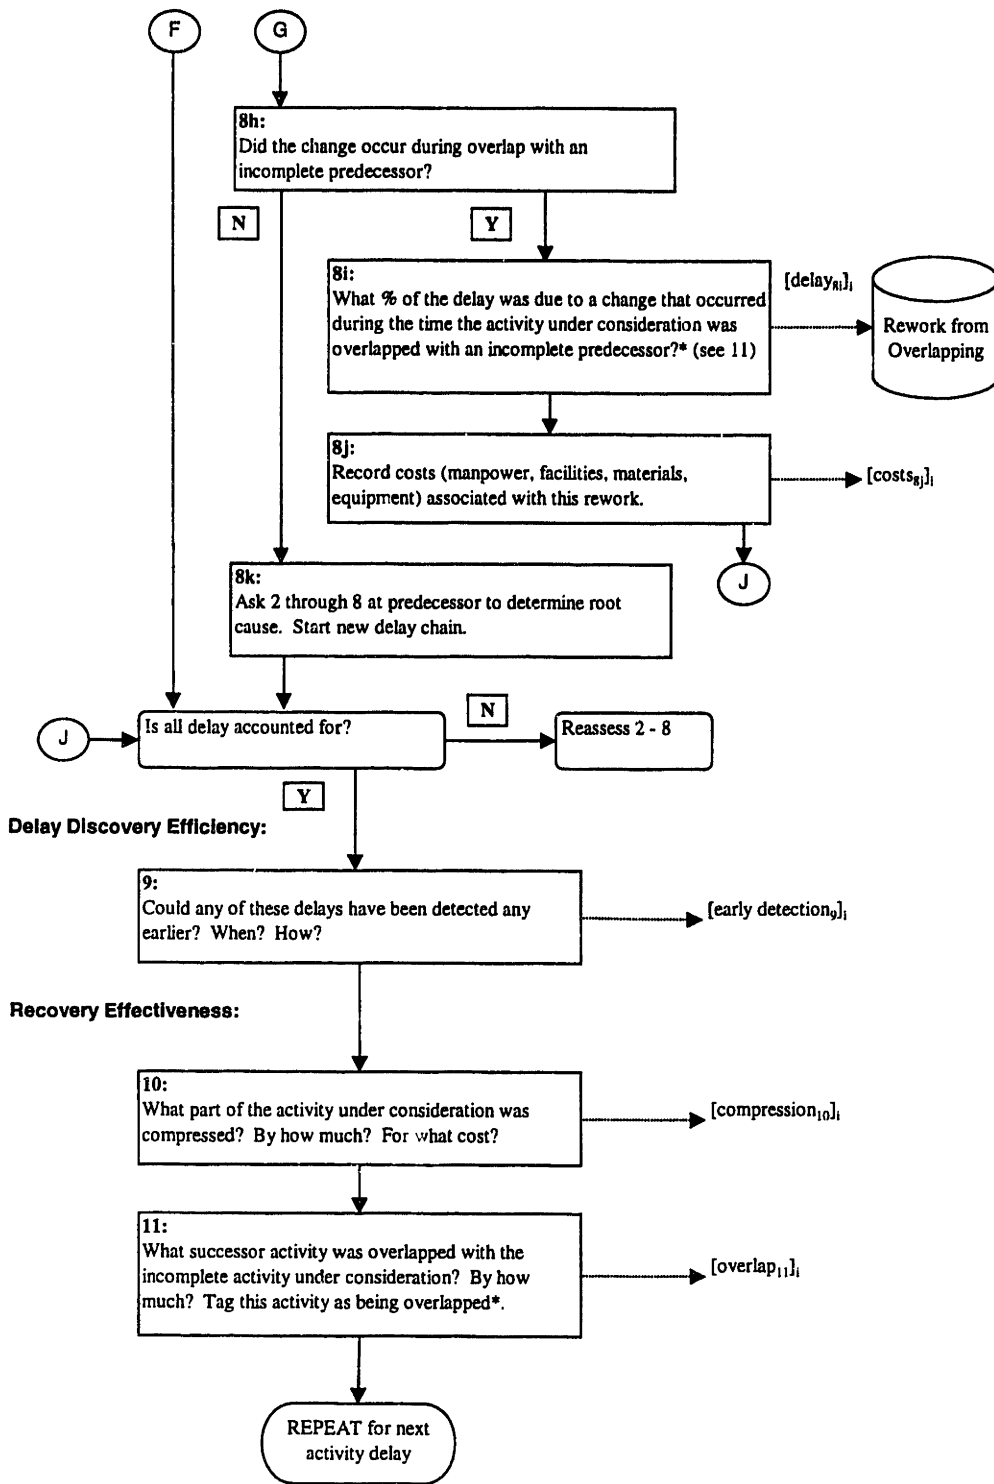 F
G
8h:
Did the change occur during overlap with an
incomplete predecessor?
N
Y
8i:
What % of the delay was due to a change that occurred
during the time the activity under consideration was
overlapped with an incomplete predecessor?* (see 11)
[delay8i]i
Rework from
Overlapping
8j:
Record costs (manpower, facilities, materials,
equipment) associated with this rework.
[costs8j]i
J
8k:
Ask 2 through 8 at predecessor to determine root
cause. Start new delay chain.
J
Is all delay accounted for?
N
Reassess 2 - 8
Y
Delay Discovery Efficiency:
9:
Could any of these delays have been detected any
earlier? When? How?
[early detection9]i
Recovery Effectiveness:
10:
What part of the activity under consideration was
compressed? By how much? For what cost?
[compression10]i
11:
What successor activity was overlapped with the
incomplete activity under consideration? By how
much? Tag this activity as being overlapped*.
[overlap11]i
REPEAT for next
activity delay